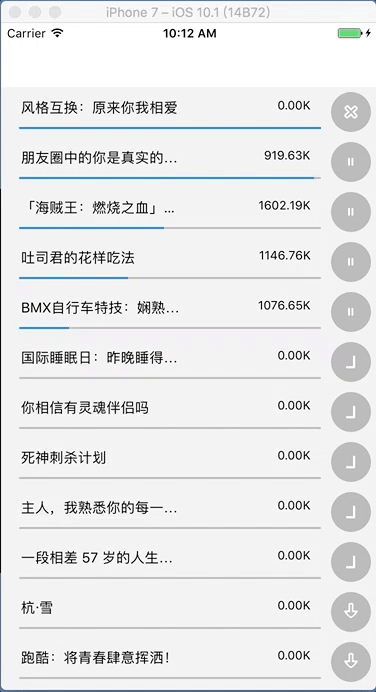 iPhone 7 – iOS 10.1 (14B72)
Carrier 10:12 AM
风格互换：原来你我相爱 0.00K
朋友圈中的你是真实的… 919.63K
「海贼王：燃烧之血」… 1602.19K
吐司君的花样吃法 1146.76K
BMX自行车特技：娴熟… 1076.65K
国际睡眠日：昨晚睡得… 0.00K
你相信有灵魂伴侣吗 0.00K
死神刺杀计划 0.00K
主人，我熟悉你的每一… 0.00K
一段相差 57 岁的人生… 0.00K
杭·雪 0.00K
跑酷：将青春肆意挥洒！ 0.00K